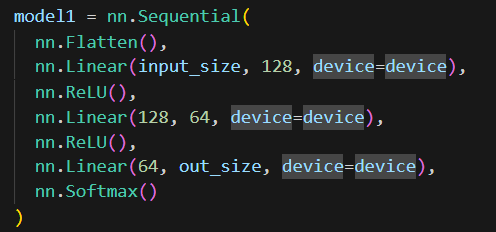 model1 = nn.Sequential(
  nn.Flatten(),
  nn.Linear(input_size, 128, device=device),
  nn.ReLU(),
  nn.Linear(128, 64, device=device),
  nn.ReLU(),
  nn.Linear(64, out_size, device=device),
  nn.Softmax()
)